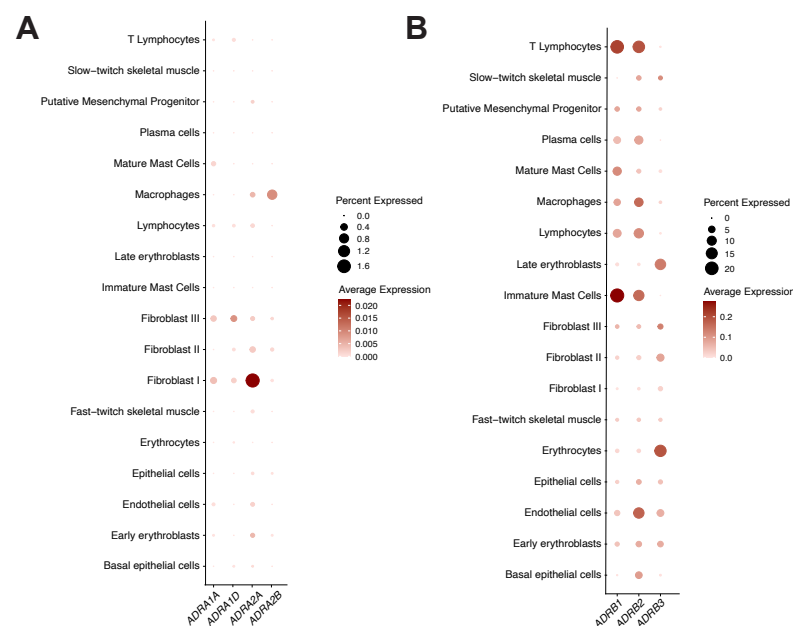 A
T Lymphocytes
Slow−twitch skeletal muscle
Putative Mesenchymal Progenitor
Plasma cells
Mature Mast Cells
Macrophages
Lymphocytes
Late erythroblasts
Immature Mast Cells
Fibroblast III
Fibroblast II
Fibroblast I
Fast−twitch skeletal muscle
Erythrocytes
Epithelial cells
Endothelial cells
Early erythroblasts
Basal epithelial cells
ADRA1A
ADRA1D
ADRA2A
ADRA2B
Percent Expressed
0.0
0.4
0.8
1.2
1.6
Average Expression
0.020
0.015
0.010
0.005
0.000
B
T Lymphocytes
Slow−twitch skeletal muscle
Putative Mesenchymal Progenitor
Plasma cells
Mature Mast Cells
Macrophages
Lymphocytes
Late erythroblasts
Immature Mast Cells
Fibroblast III
Fibroblast II
Fibroblast I
Fast−twitch skeletal muscle
Erythrocytes
Epithelial cells
Endothelial cells
Early erythroblasts
Basal epithelial cells
ADRB1
ADRB2
ADRB3
Percent Expressed
0
5
10
15
20
Average Expression
0.2
0.1
0.0